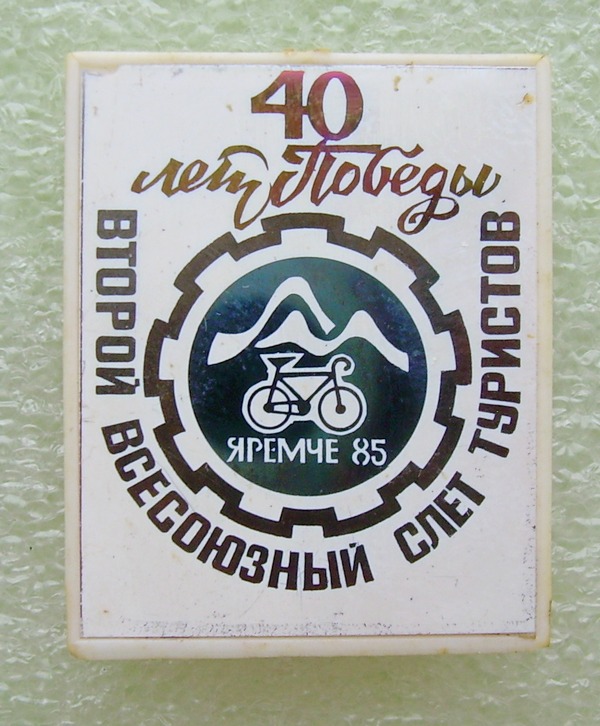 40
лет Победы
ВТОРОЙ ВСЕСОЮЗНЫЙ СЛЕТ ТУРИСТОВ
ЯРЕМЧЕ 85